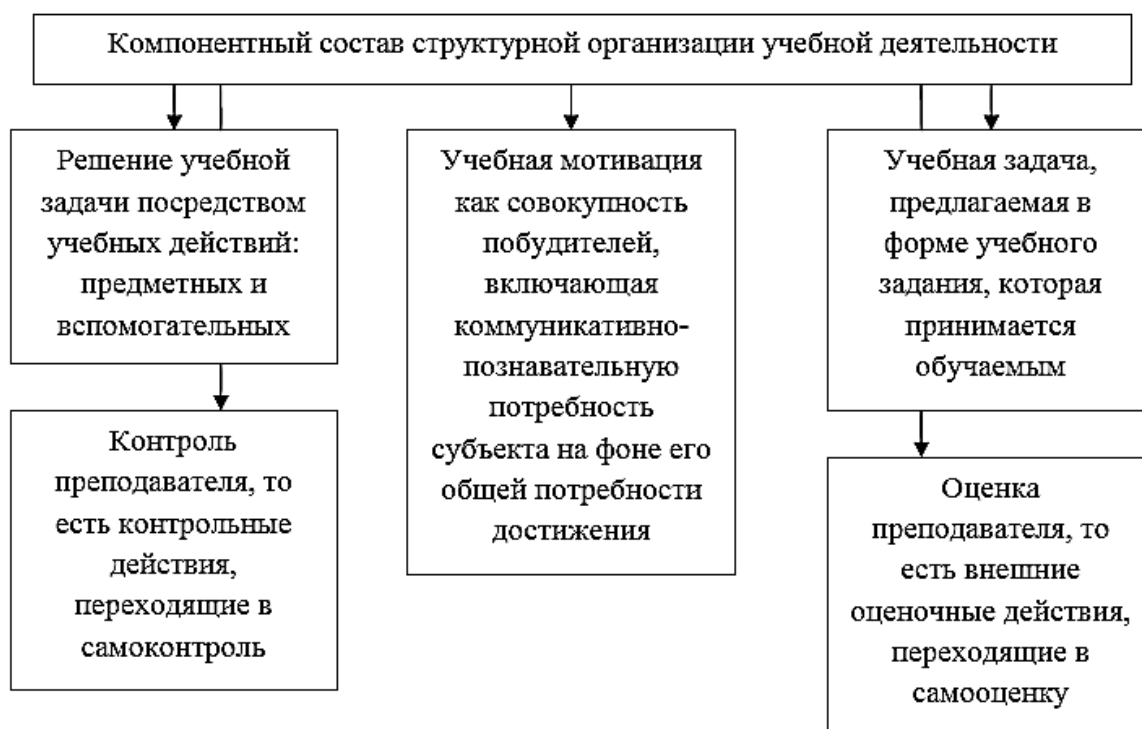 Компонентный состав структурной организации учебной деятельности
Решение учебной
задачи посредством
учебных действий:
предметных и
вспомогательных
Учебная мотивация
как совокупность
побудителей,
включающая
коммуникативно-
познавательную
потребность
субъекта на фоне его
общей потребности
достижения
Учебная задача,
предлагаемая в
форме учебного
задания, которая
принимается
обучаемым
Контроль
преподавателя, то
есть контрольные
действия,
переходящие в
самоконтроль
Оценка
преподавателя, то
есть внешние
оценочные действия,
переходящие в
самооценку